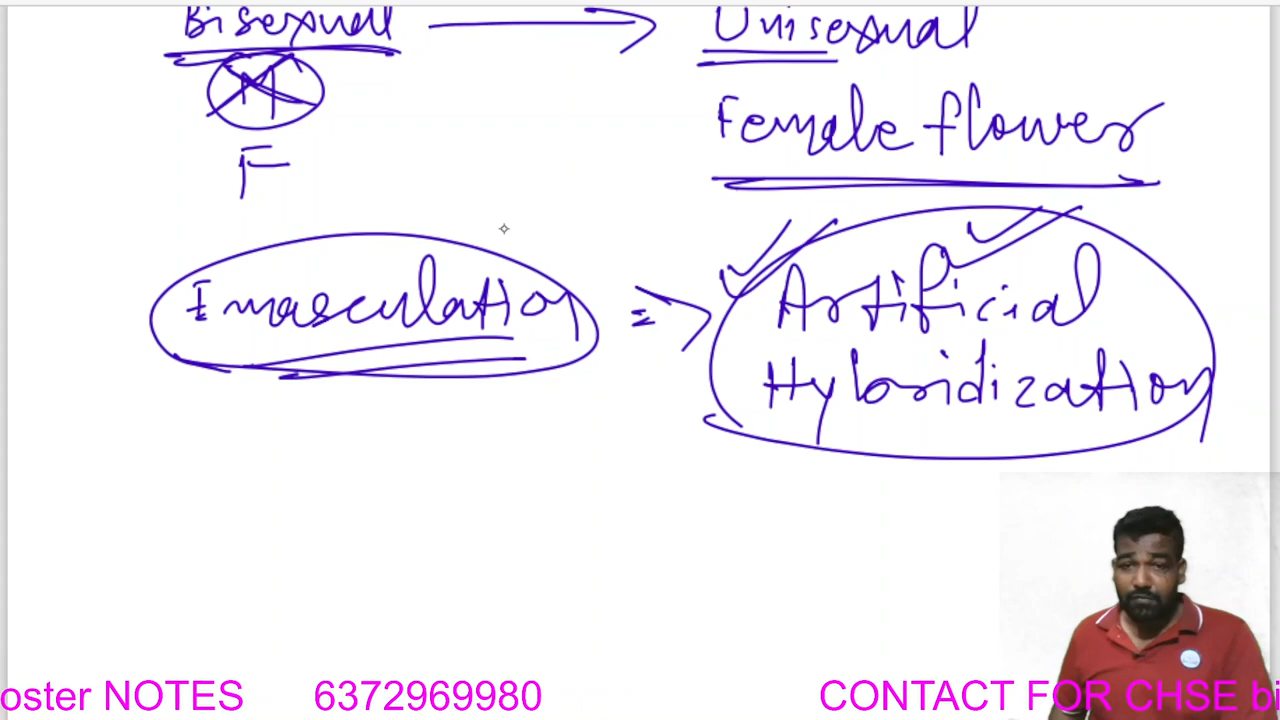 Bisexual → Unisexual
M
F
Female flower
Emasculation ⇒ Artificial
Hybridization
oster NOTES 6372969980 CONTACT FOR CHSE bi